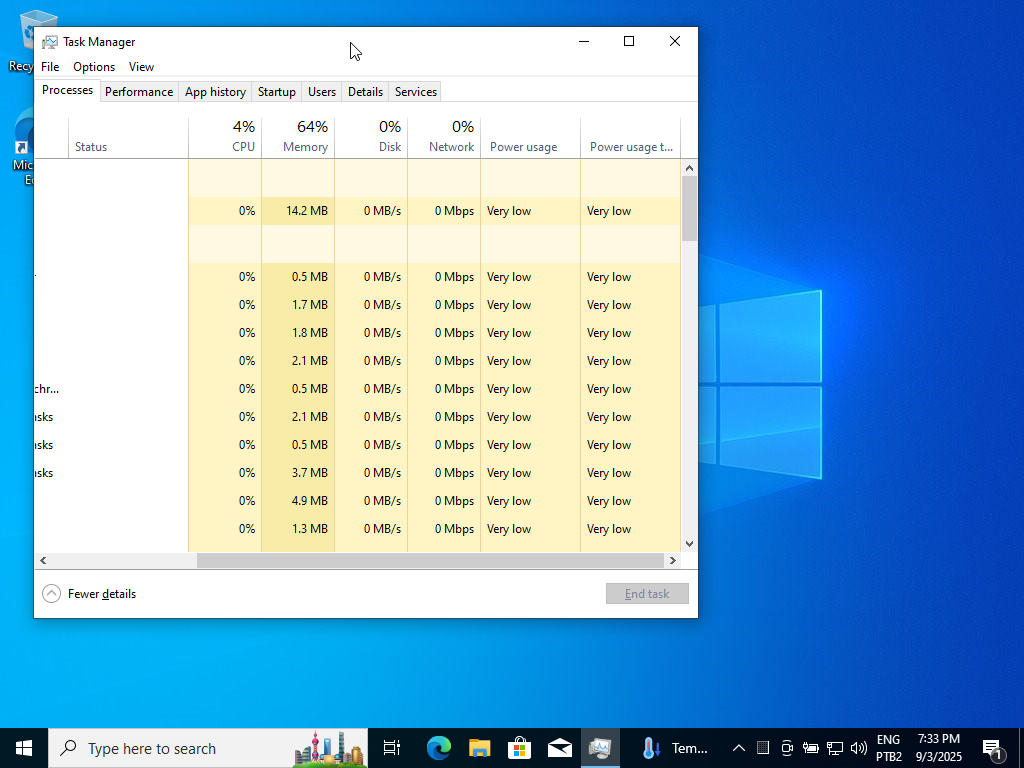 Recy
Micr
Ed
Task Manager
File Options View
Processes Performance App history Startup Users Details Services
4% 64% 0% 0%
Status CPU Memory Disk Network Power usage Power usage t...
0% 14.2 MB 0 MB/s 0 Mbps Very low Very low
0% 0.5 MB 0 MB/s 0 Mbps Very low Very low
0% 1.7 MB 0 MB/s 0 Mbps Very low Very low
0% 1.8 MB 0 MB/s 0 Mbps Very low Very low
0% 2.1 MB 0 MB/s 0 Mbps Very low Very low
chr... 0% 0.5 MB 0 MB/s 0 Mbps Very low Very low
asks 0% 2.1 MB 0 MB/s 0 Mbps Very low Very low
asks 0% 0.5 MB 0 MB/s 0 Mbps Very low Very low
asks 0% 3.7 MB 0 MB/s 0 Mbps Very low Very low
0% 4.9 MB 0 MB/s 0 Mbps Very low Very low
0% 1.3 MB 0 MB/s 0 Mbps Very low Very low
Fewer details
End task
Type here to search
Tem...
ENG
PTB2
7:33 PM
9/3/2025
1